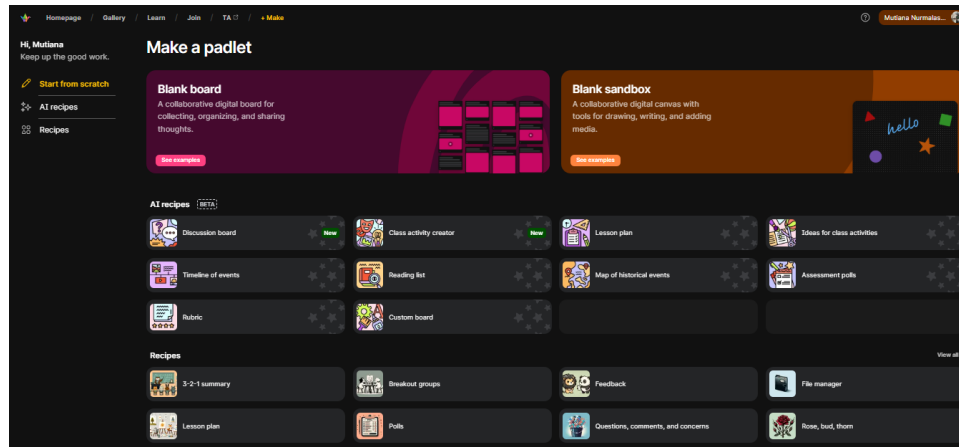 Homepage / Gallery / Learn / Join / TA / + Make
Mutiana Nurmalas...
Hi, Mutiana
Keep up the good work.
Start from scratch
AI recipes
Recipes
Make a padlet
Blank board
A collaborative digital board for
collecting, organizing, and sharing
thoughts.
See examples
Blank sandbox
A collaborative digital canvas with
tools for drawing, writing, and adding
media.
See examples
hello
AI recipes BETA
Discussion board New
Class activity creator New
Lesson plan
Ideas for class activities
Timeline of events
Reading list
Map of historical events
Assessment polls
Rubric
Custom board
Recipes
View all
3-2-1 summary
Breakout groups
Feedback
File manager
Lesson plan
Polls
Questions, comments, and concerns
Rose, bud, thorn